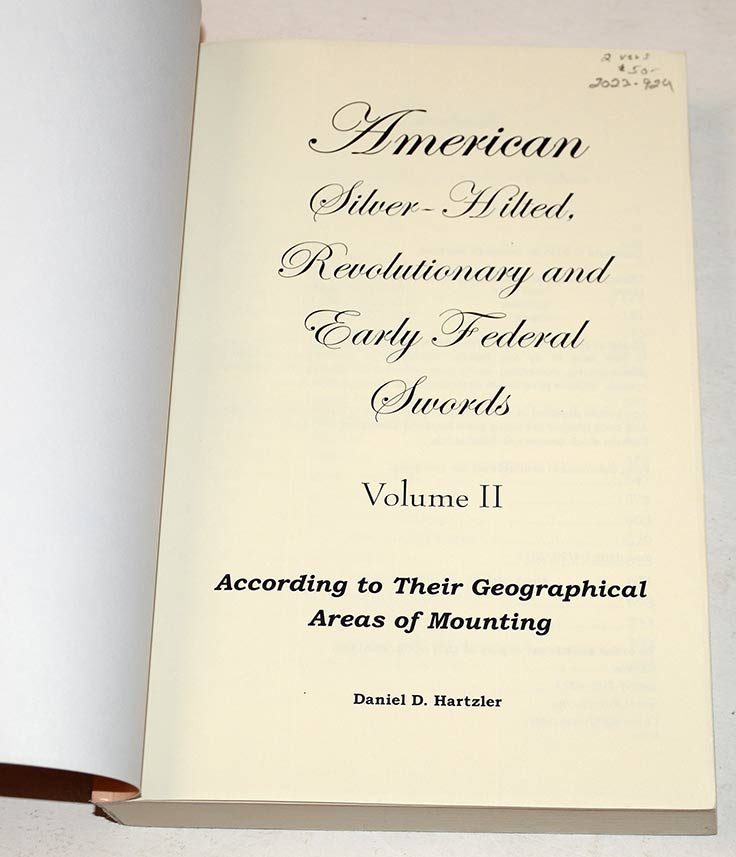 2 vols
$50-
2023-924
American
Silver-Hilted,
Revolutionary and
Early Federal
Swords
Volume II
According to Their Geographical
Areas of Mounting
Daniel D. Hartzler